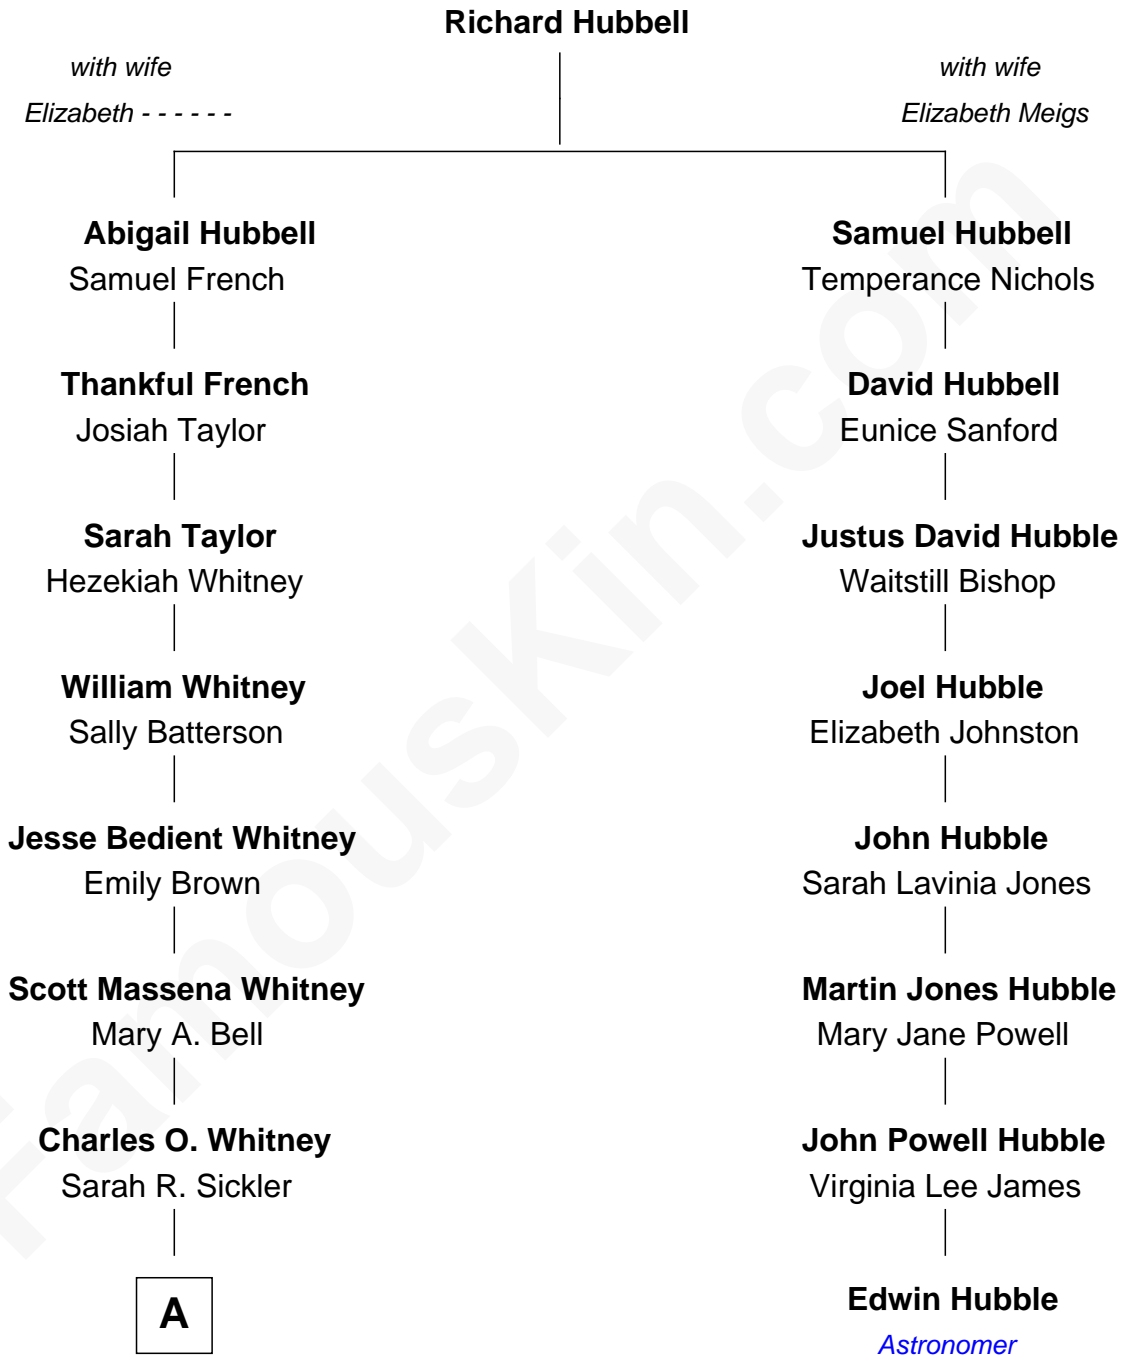 Richard Hubbell
with wife
Elizabeth - - - - - -
with wife
Elizabeth Meigs
Abigail Hubbell
Samuel French
Thankful French
Josiah Taylor
Sarah Taylor
Hezekiah Whitney
William Whitney
Sally Batterson
Jesse Bedient Whitney
Emily Brown
Scott Massena Whitney
Mary A. Bell
Charles O. Whitney
Sarah R. Sickler
A
Samuel Hubbell
Temperance Nichols
David Hubbell
Eunice Sanford
Justus David Hubble
Waitstill Bishop
Joel Hubble
Elizabeth Johnston
John Hubble
Sarah Lavinia Jones
Martin Jones Hubble
Mary Jane Powell
John Powell Hubble
Virginia Lee James
Edwin Hubble
Astronomer
FamousKin.com